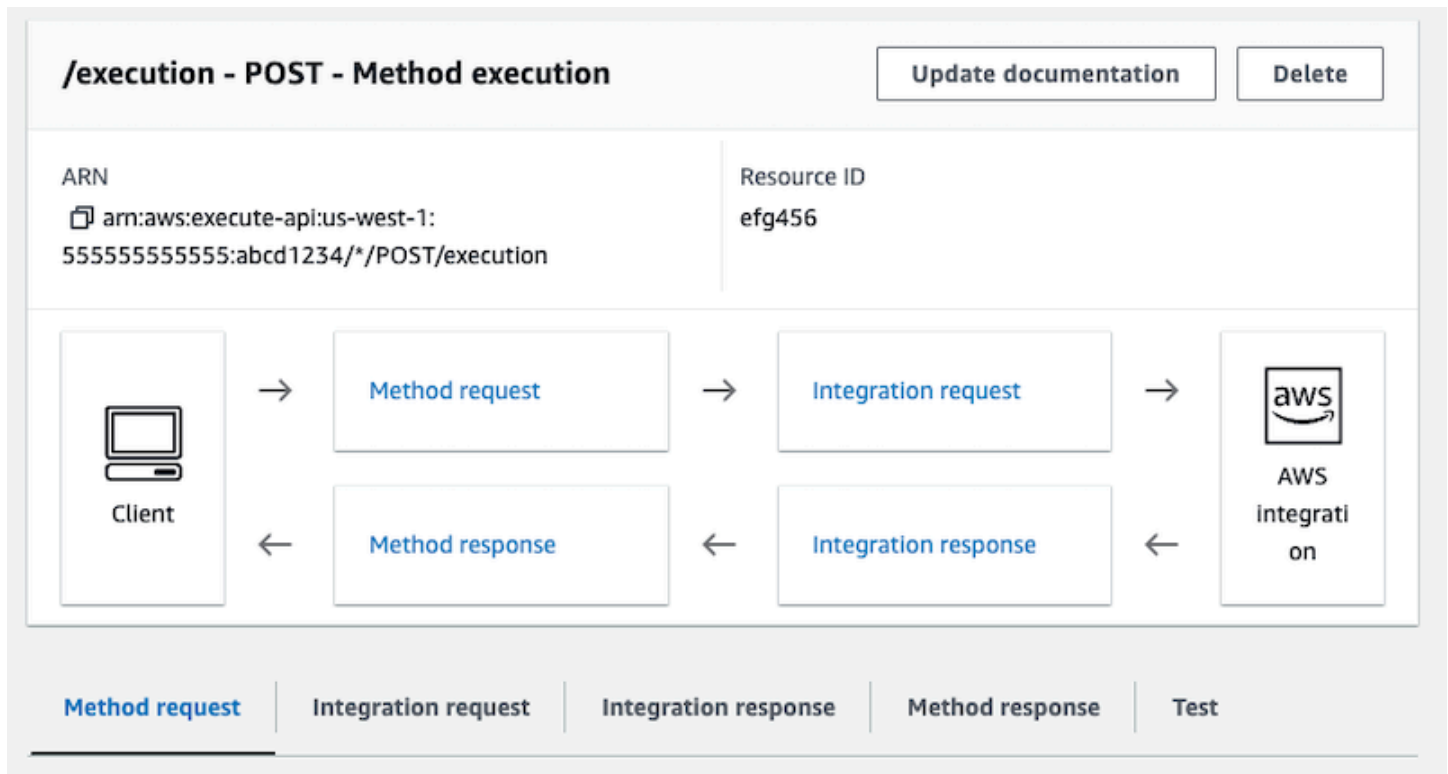 /execution - POST - Method execution
Update documentation
Delete
ARN
arn:aws:execute-api:us-west-1:
555555555555:abcd1234/*/POST/execution
Resource ID
efg456
Client
Method request
Integration request
aws
AWS
integrati
on
Method response
Integration response
Method request
Integration request
Integration response
Method response
Test